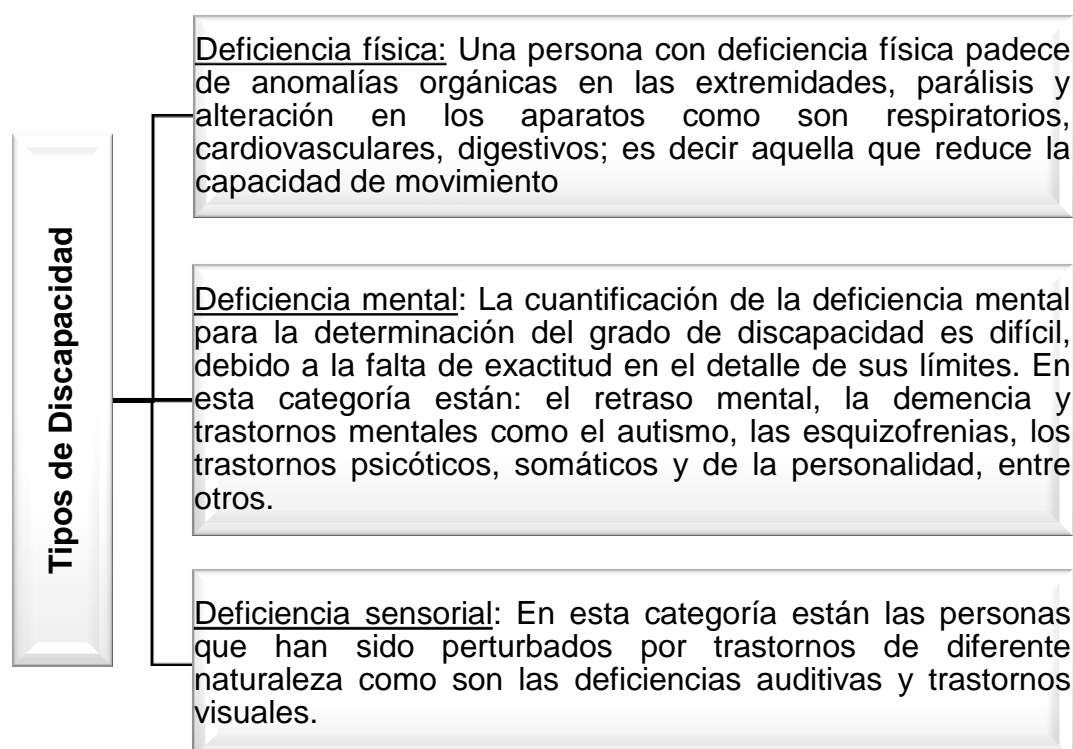 Tipos de Discapacidad
Deficiencia física: Una persona con deficiencia física padece
de anomalías orgánicas en las extremidades, parálisis y
alteración en los aparatos como son respiratorios,
cardiovasculares, digestivos; es decir aquella que reduce la
capacidad de movimiento
Deficiencia mental: La cuantificación de la deficiencia mental
para la determinación del grado de discapacidad es difícil,
debido a la falta de exactitud en el detalle de sus límites. En
esta categoría están: el retraso mental, la demencia y
trastornos mentales como el autismo, las esquizofrenias, los
trastornos psicóticos, somáticos y de la personalidad, entre
otros.
Deficiencia sensorial: En esta categoría están las personas
que han sido perturbados por trastornos de diferente
naturaleza como son las deficiencias auditivas y trastornos
visuales.